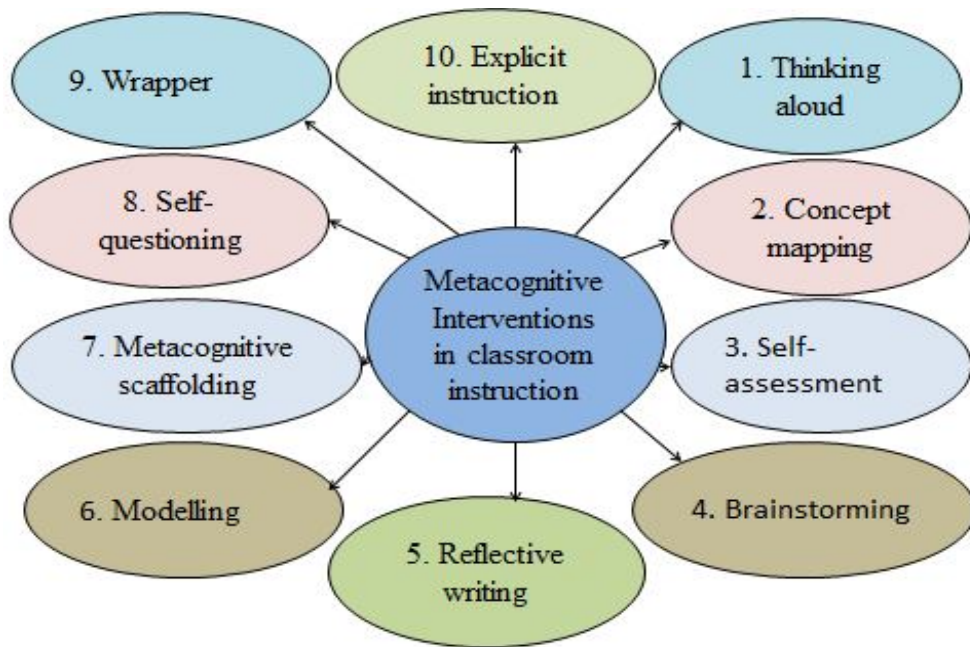 9. Wrapper
10. Explicit
instruction
1. Thinking
aloud
8. Self-
questioning
2. Concept
mapping
Metacognitive
Interventions
in classroom
instruction
7. Metacognitive
scaffolding
3. Self-
assessment
6. Modelling
4. Brainstorming
5. Reflective
writing